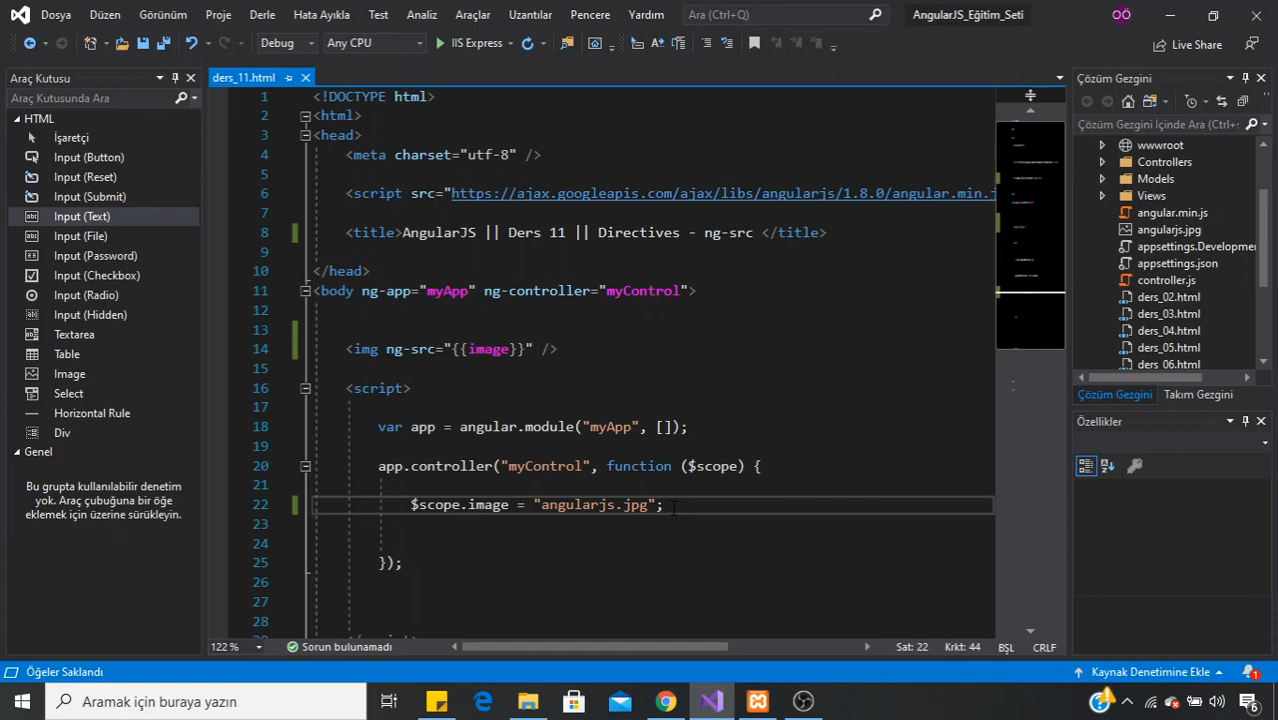 Dosya Düzen Görünüm Proje Derle Hata Ayıkla Test Analiz Araçlar Uzantılar Pencere Yardım Ara (Ctrl+Q) AngularJS_Eğitim_Seti OÖ
Debug Any CPU IIS Express Live Share
Araç Kutusu
Araç Kutusunda Ara
HTML
İşaretçi
Input (Button)
Input (Reset)
Input (Submit)
Input (Text)
Input (File)
Input (Password)
Input (Checkbox)
Input (Radio)
Input (Hidden)
Textarea
Table
Image
Select
Horizontal Rule
Div
Genel
Bu grupta kullanılabilir denetim
yok. Araç çubuğuna bir öğe
eklemek için üzerine sürükleyin.
ders_11.html
1 <!DOCTYPE html>
2 <html>
3 <head>
4 <meta charset="utf-8" />
5
6 <script src="https://ajax.googleapis.com/ajax/libs/angularjs/1.8.0/angular.min.j
7
8 <title>AngularJS || Ders 11 || Directives - ng-src </title>
9
10 </head>
11 <body ng-app="myApp" ng-controller="myControl">
12
13
14 <img ng-src="{{image}}" />
15
16 <script>
17
18 var app = angular.module("myApp", []);
19
20 app.controller("myControl", function ($scope) {
21
22 $scope.image = "angularjs.jpg";
23
24
25 });
26
27
28
122 % Sorun bulunamadı Sat: 22 Krkt: 44 BŞL CRLF
Çözüm Gezgini
Çözüm Gezgini İçinde Ara (Ctrl+
wwwroot
Controllers
Models
Views
angular.min.js
angularjs.jpg
appsettings.Developme
appsettings.json
controller.js
ders_02.html
ders_03.html
ders_04.html
ders_05.html
ders_06.html
Çözüm Gezgini Takım Gezgini
Özellikler
Öğeler Saklandı Kaynak Denetimine Ekle 1
Aramak için buraya yazın 6